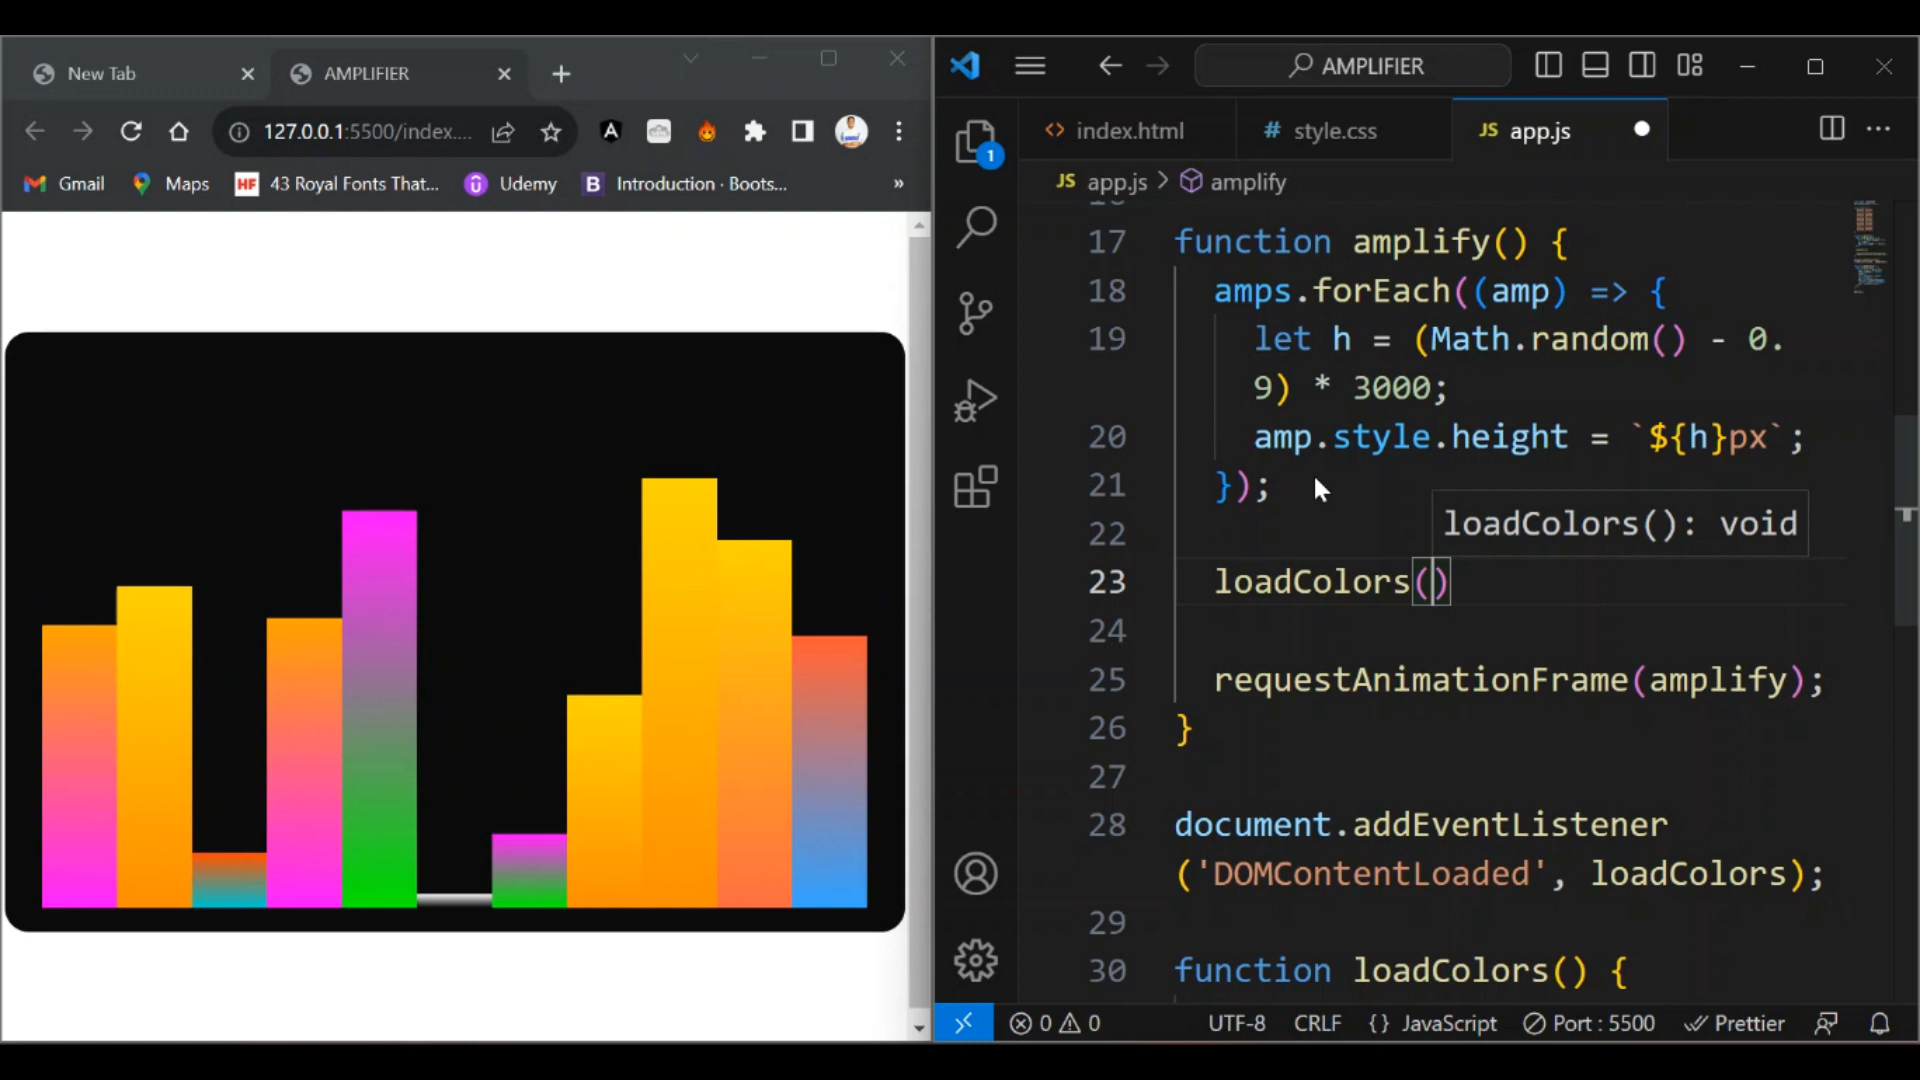 New Tab
AMPLIFIER
127.0.0.1:5500/index....
Gmail
Maps
HF 43 Royal Fonts That...
Udemy
B Introduction · Boots...
»
AMPLIFIER
index.html
# style.css
JS app.js
1
JS app.js > amplify
17 function amplify() {
18 amps.forEach((amp) => {
19 let h = (Math.random() - 0.
9) * 3000;
20 amp.style.height = `${h}px`;
21 });
22
loadColors(): void
23 loadColors()
24
25 requestAnimationFrame(amplify);
26 }
27
28 document.addEventListener
('DOMContentLoaded', loadColors);
29
30 function loadColors() {
0 0 UTF-8 CRLF {} JavaScript Port : 5500 Prettier